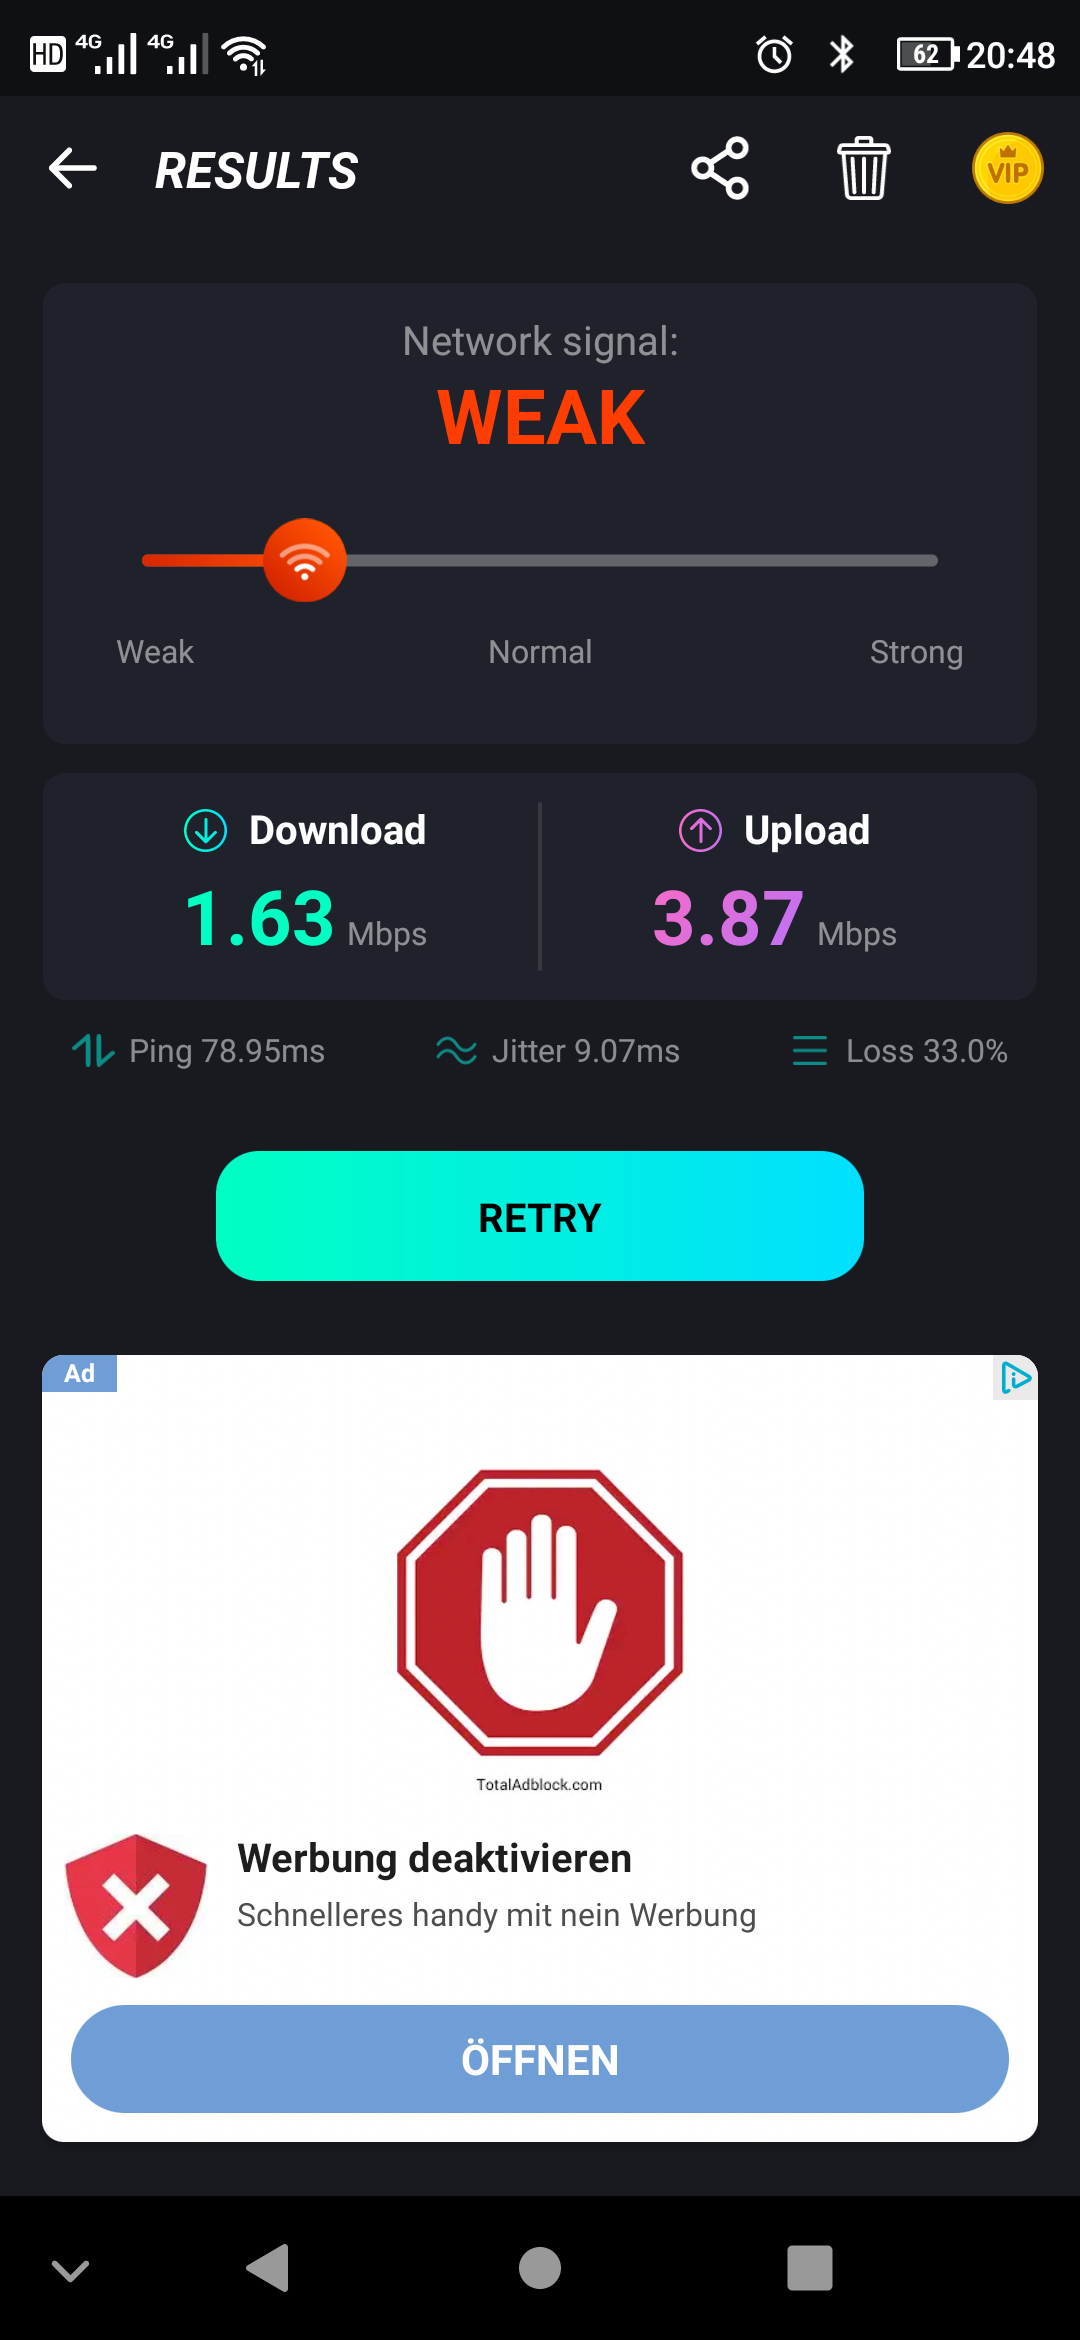 HD 4G 4G 62 20:48
RESULTS
VIP
Network signal:
WEAK
Weak Normal Strong
Download Upload
1.63 Mbps 3.87 Mbps
Ping 78.95ms Jitter 9.07ms Loss 33.0%
RETRY
Ad
TotalAdblock.com
Werbung deaktivieren
Schnelleres handy mit nein Werbung
ÖFFNEN